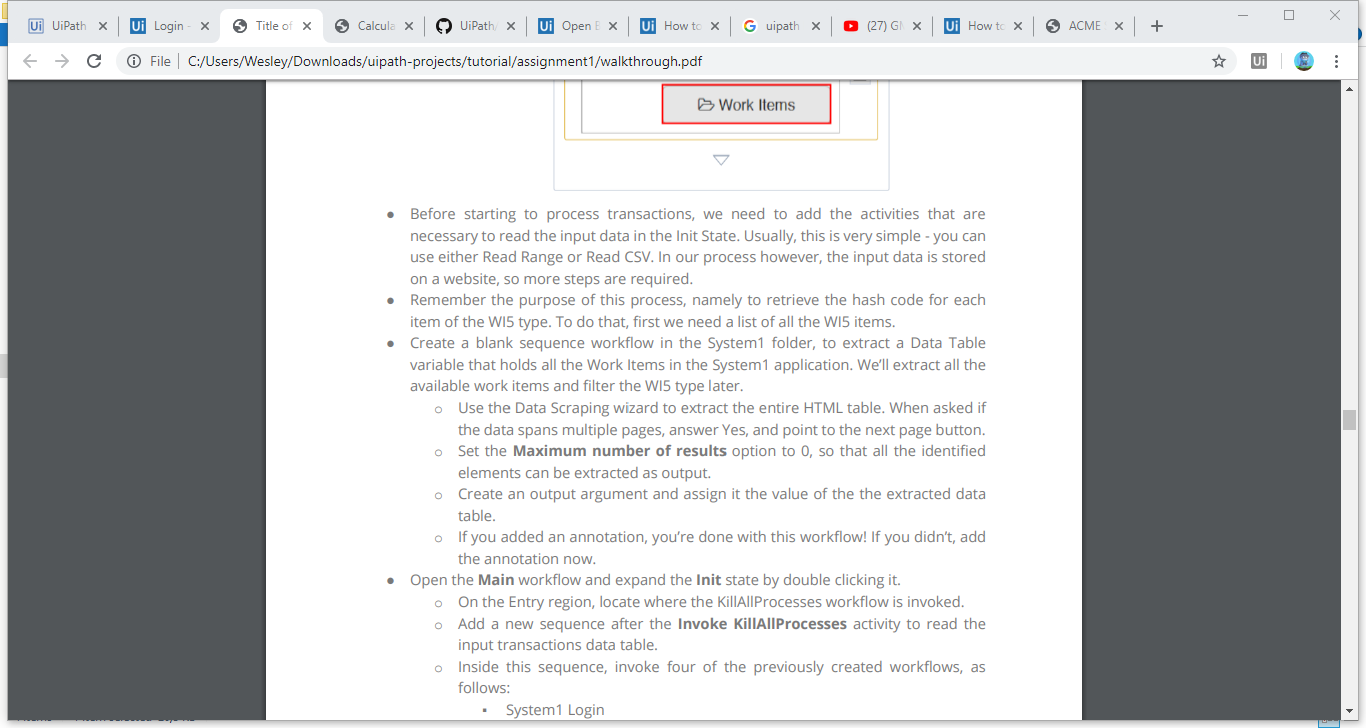 UiPath
Login -
Title of
Calcula
UiPath/
Open E
How to
uipath
(27) Gl
How to
ACME
File C:/Users/Wesley/Downloads/uipath-projects/tutorial/assignment1/walkthrough.pdf
Work Items
● Before starting to process transactions, we need to add the activities that are
necessary to read the input data in the Init State. Usually, this is very simple - you can
use either Read Range or Read CSV. In our process however, the input data is stored
on a website, so more steps are required.
● Remember the purpose of this process, namely to retrieve the hash code for each
item of the WI5 type. To do that, first we need a list of all the WI5 items.
● Create a blank sequence workflow in the System1 folder, to extract a Data Table
variable that holds all the Work Items in the System1 application. We’ll extract all the
available work items and filter the WI5 type later.
○ Use the Data Scraping wizard to extract the entire HTML table. When asked if
the data spans multiple pages, answer Yes, and point to the next page button.
○ Set the Maximum number of results option to 0, so that all the identified
elements can be extracted as output.
○ Create an output argument and assign it the value of the the extracted data
table.
○ If you added an annotation, you’re done with this workflow! If you didn’t, add
the annotation now.
● Open the Main workflow and expand the Init state by double clicking it.
○ On the Entry region, locate where the KillAllProcesses workflow is invoked.
○ Add a new sequence after the Invoke KillAllProcesses activity to read the
input transactions data table.
○ Inside this sequence, invoke four of the previously created workflows, as
follows:
▪ System1 Login